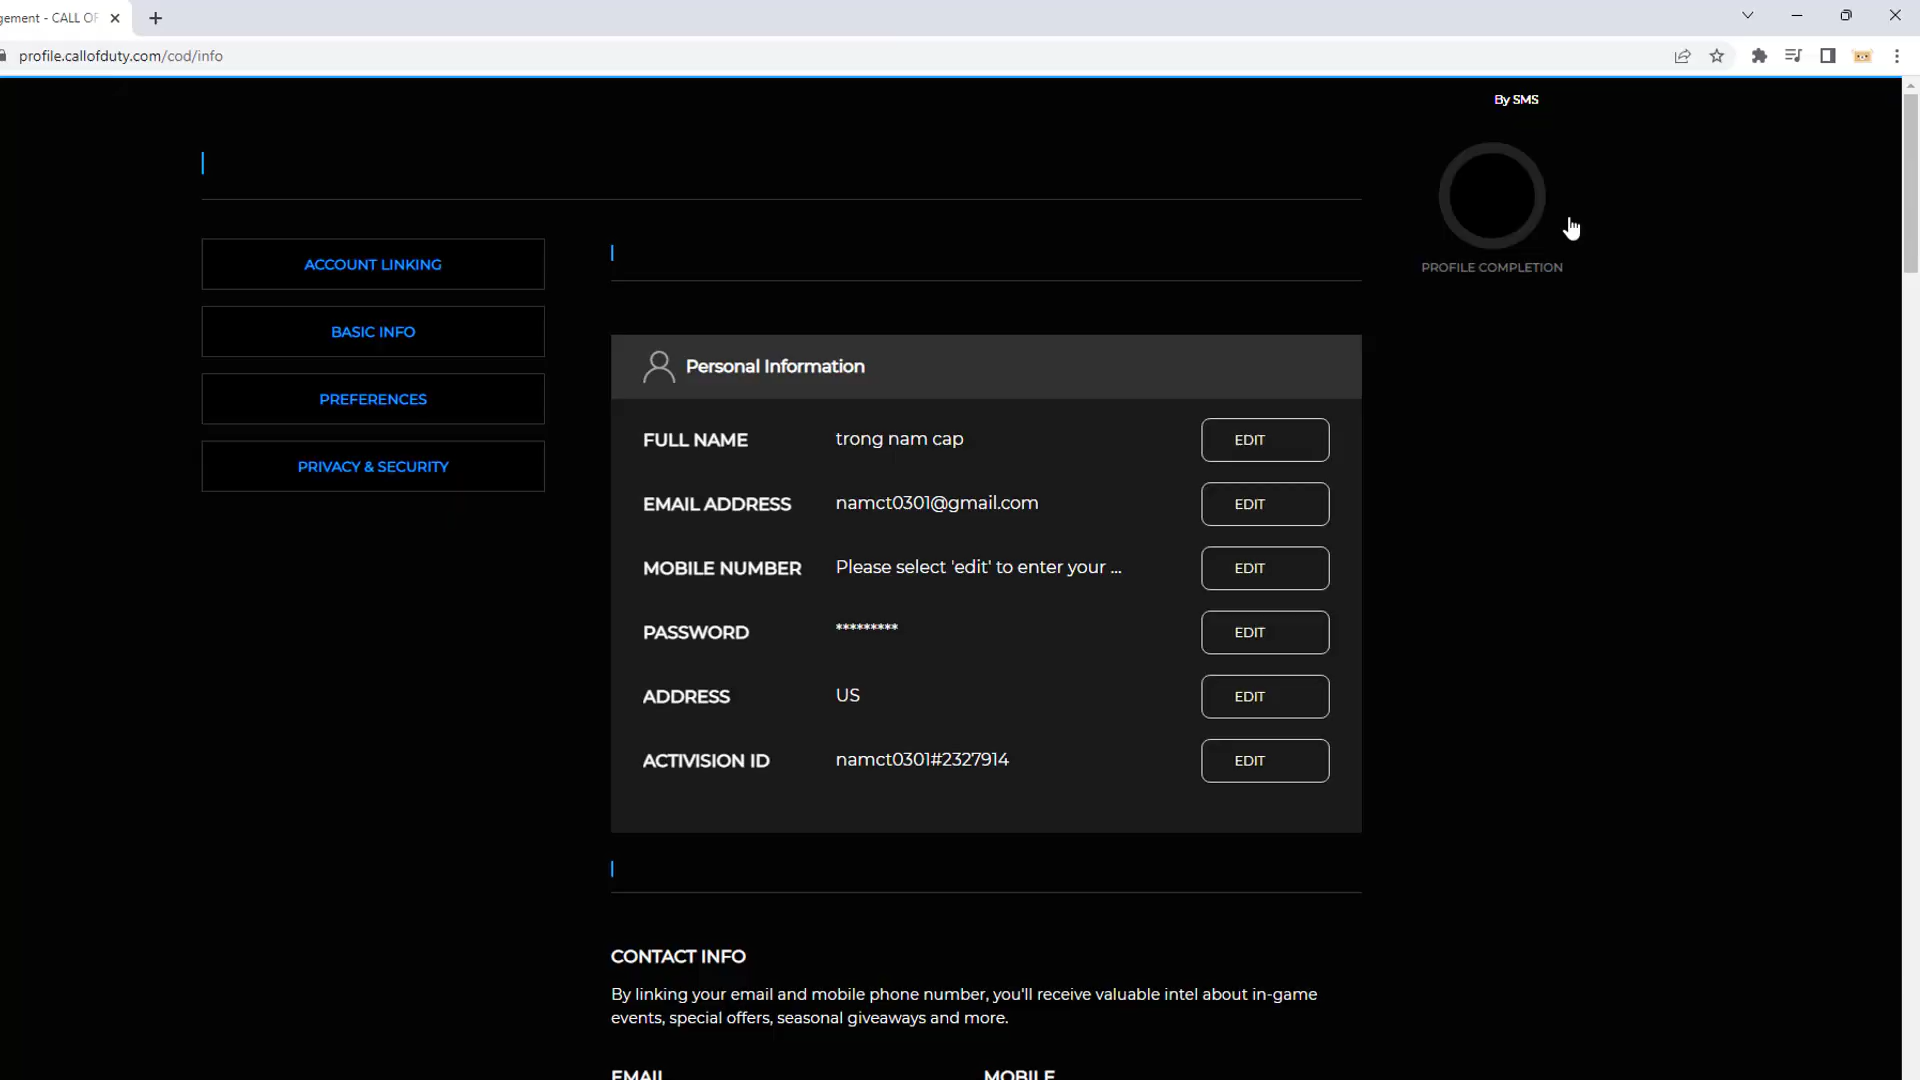 gement - CALL OF
profile.callofduty.com/cod/info
By SMS
PROFILE COMPLETION
ACCOUNT LINKING
BASIC INFO
PREFERENCES
PRIVACY & SECURITY
Personal Information
FULL NAME trong nam cap EDIT
EMAIL ADDRESS namct0301@gmail.com EDIT
MOBILE NUMBER Please select 'edit' to enter your ... EDIT
PASSWORD ********* EDIT
ADDRESS US EDIT
ACTIVISION ID namct0301#2327914 EDIT
CONTACT INFO
By linking your email and mobile phone number, you'll receive valuable intel about in-game
events, special offers, seasonal giveaways and more.
EMAIL MOBILE